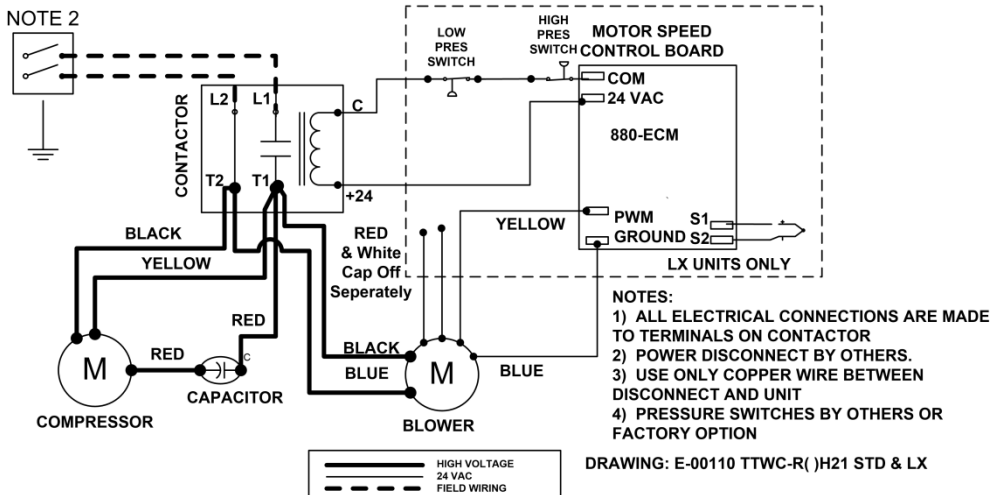 NOTE 2
LOW
PRES
SWITCH
HIGH
PRES
SWITCH
MOTOR SPEED
CONTROL BOARD
COM
24 VAC
880-ECM
PWM
GROUND
S1
S2
LX UNITS ONLY
CONTACTOR
L2
L1
C
T2
T1
+24
BLACK
YELLOW
RED
& White
Cap Off
Seperately
YELLOW
RED
RED
C
M
COMPRESSOR
CAPACITOR
BLACK
BLUE
M
BLUE
BLOWER
NOTES:
1) ALL ELECTRICAL CONNECTIONS ARE MADE
TO TERMINALS ON CONTACTOR
2) POWER DISCONNECT BY OTHERS.
3) USE ONLY COPPER WIRE BETWEEN
DISCONNECT AND UNIT
4) PRESSURE SWITCHES BY OTHERS OR
FACTORY OPTION
HIGH VOLTAGE
24 VAC
FIELD WIRING
DRAWING: E-00110 TTWC-R( )H21 STD & LX